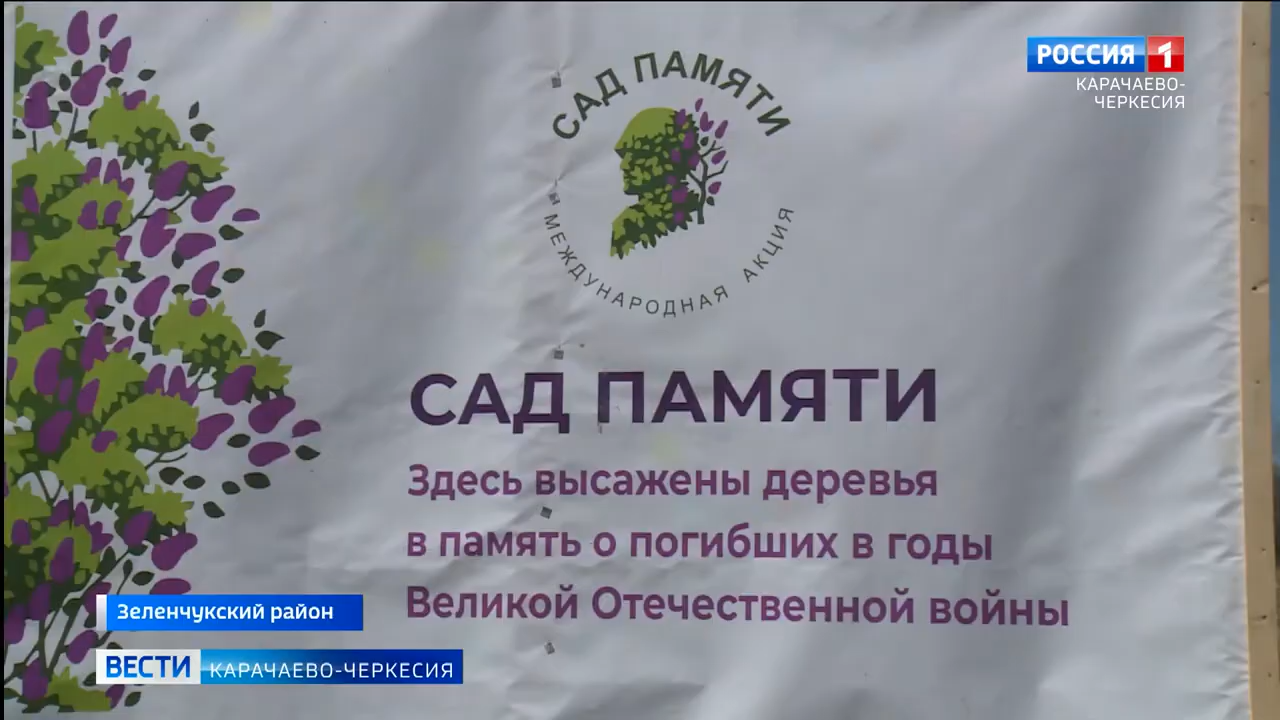 РОССИЯ 1
КАРАЧАЕВО-
ЧЕРКЕСИЯ
САД ПАМЯТИ
МЕЖДУНАРОДНАЯ АКЦИЯ
САД ПАМЯТИ
Здесь высажены деревья
в память о погибших в годы
Великой Отечественной войны
Зеленчукский район
ВЕСТИ КАРАЧАЕВО-ЧЕРКЕСИЯ